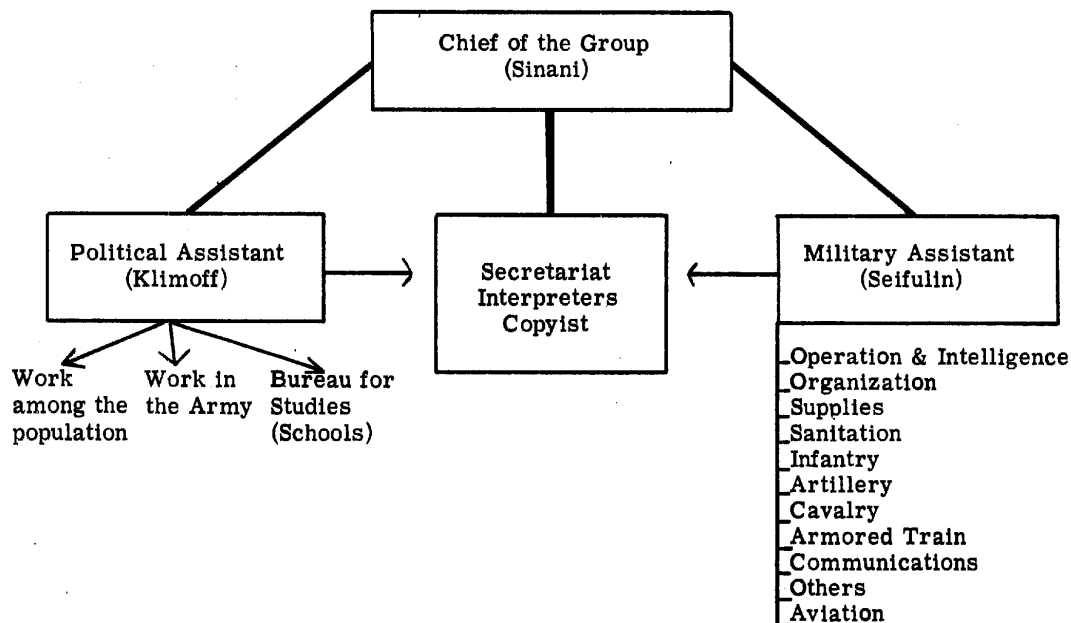 Chief of the Group
(Sinani)
Political Assistant
(Klimoff)
Secretariat
Interpreters
Copyist
Military Assistant
(Seifulin)
Work
among the
population
Work in
the Army
Bureau for
Studies
(Schools)
Operation & Intelligence
Organization
Supplies
Sanitation
Infantry
Artillery
Cavalry
Armored Train
Communications
Others
Aviation